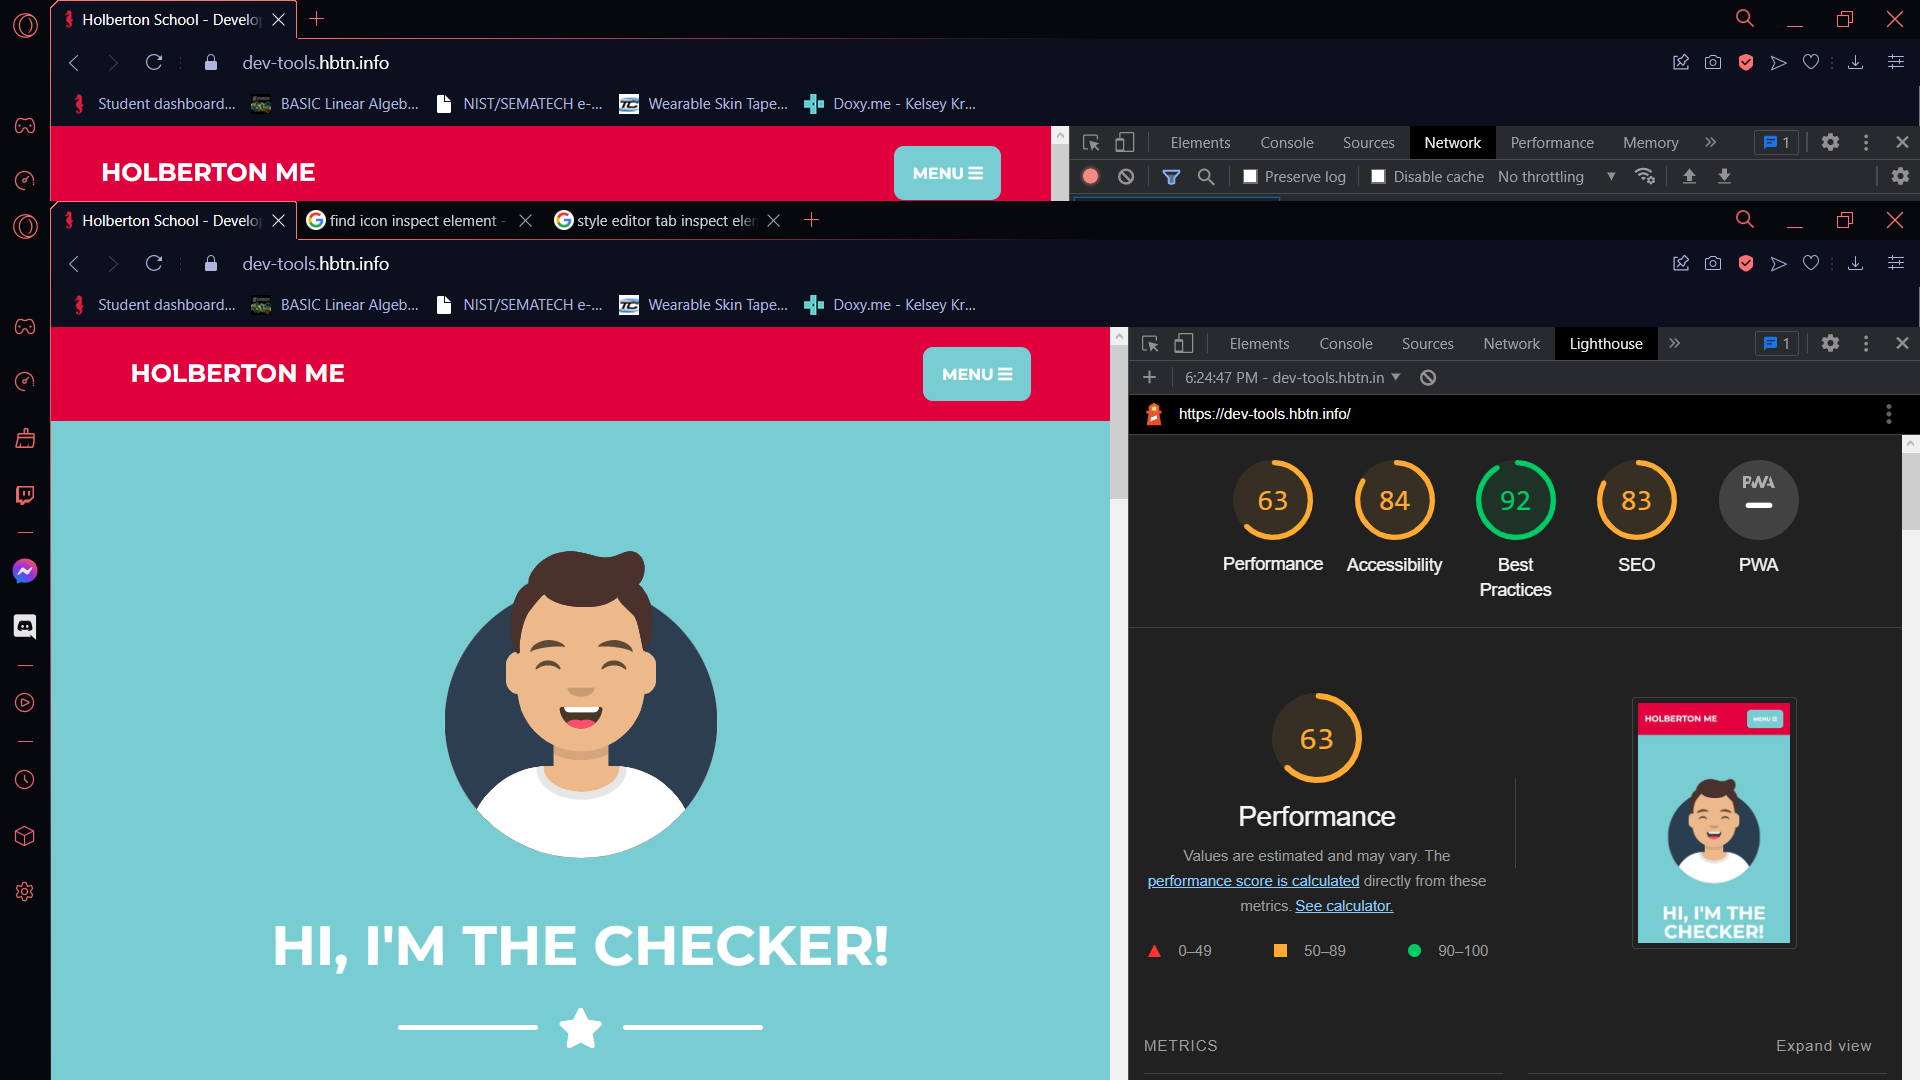 Holberton School - Develo
dev-tools.hbtn.info
Student dashboard... BASIC Linear Algeb... NIST/SEMATECH e-... Wearable Skin Tape... Doxy.me - Kelsey Kr...
HOLBERTON ME MENU
Elements Console Sources Network Performance Memory 1
Preserve log Disable cache No throttling
Holberton School - Develo find icon inspect element - style editor tab inspect eler
dev-tools.hbtn.info
Student dashboard... BASIC Linear Algeb... NIST/SEMATECH e-... Wearable Skin Tape... Doxy.me - Kelsey Kr...
HOLBERTON ME MENU
HI, I'M THE CHECKER!
Elements Console Sources Network Lighthouse 1
6:24:47 PM - dev-tools.hbtn.in
https://dev-tools.hbtn.info/
63 84 92 83 PWA
Performance Accessibility Best Practices SEO PWA
63
Performance
Values are estimated and may vary. The
performance score is calculated directly from these
metrics. See calculator.
0–49 50–89 90–100
HOLBERTON ME MENU
HI, I'M THE
CHECKER!
METRICS Expand view